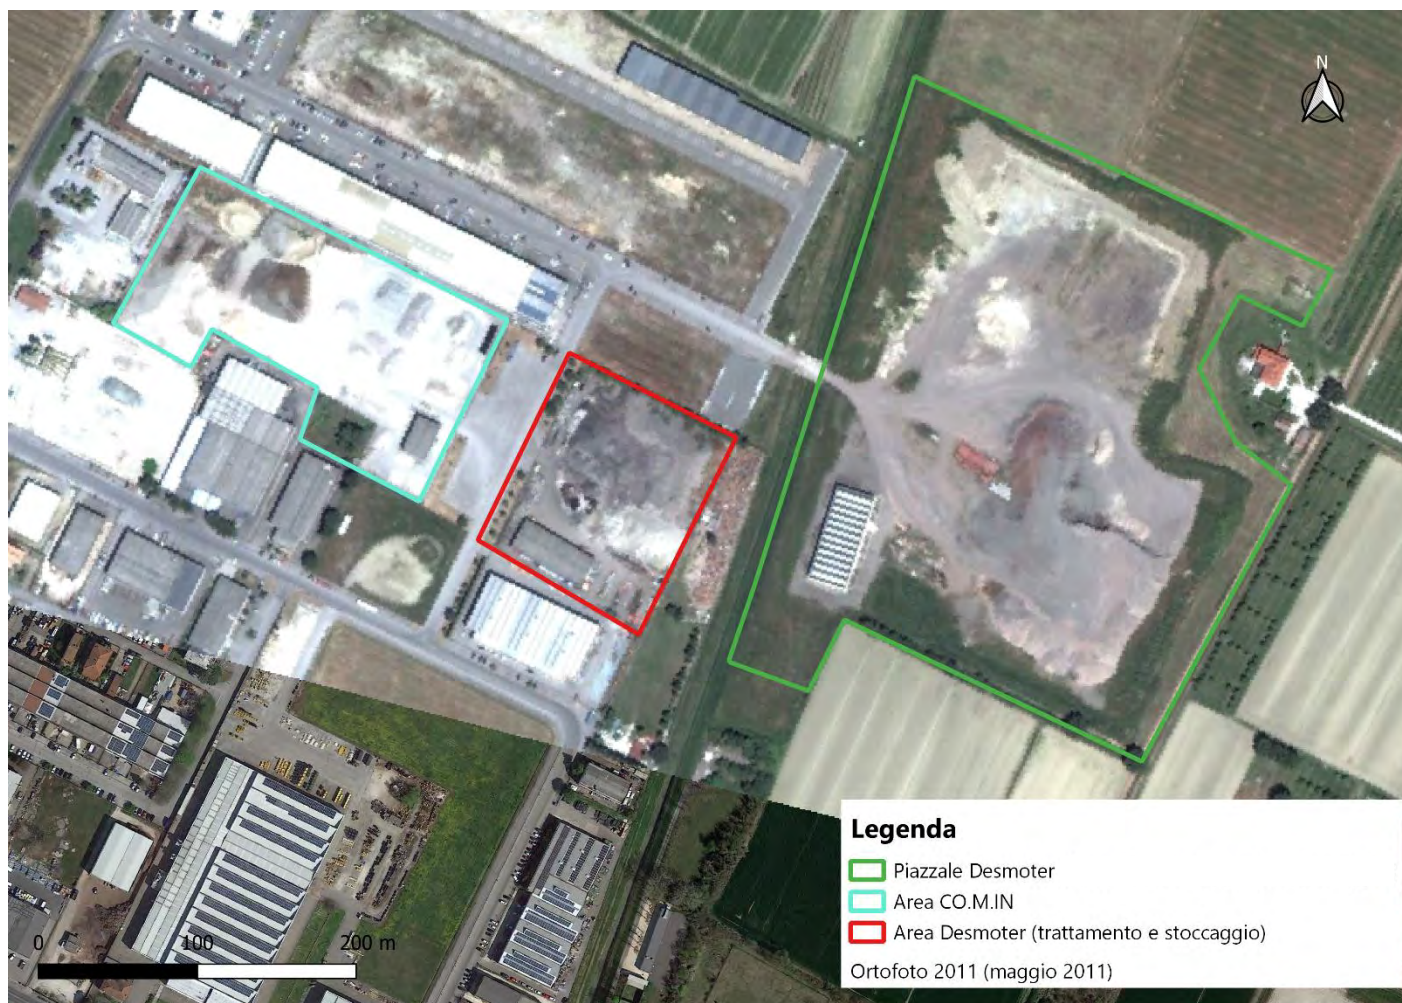 N
Legenda
Piazzale Desmoter
Area CO.M.IN
Area Desmoter (trattamento e stoccaggio)
Ortofoto 2011 (maggio 2011)
0 100 200 m